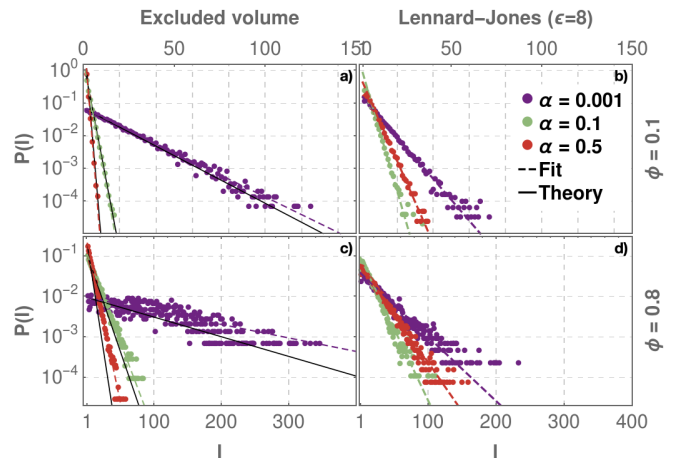 Excluded volume
Lennard−Jones (ϵ=8)
0 50 100 150
0 50 100 150
10⁰
10⁻¹
10⁻²
10⁻³
10⁻⁴
P(l)
a)
b)
α = 0.001
α = 0.1
α = 0.5
Fit
Theory
ϕ = 0.1
10⁻¹
10⁻²
10⁻³
10⁻⁴
P(l)
c)
d)
ϕ = 0.8
1 100 200 300
1 100 200 300 400
l
l